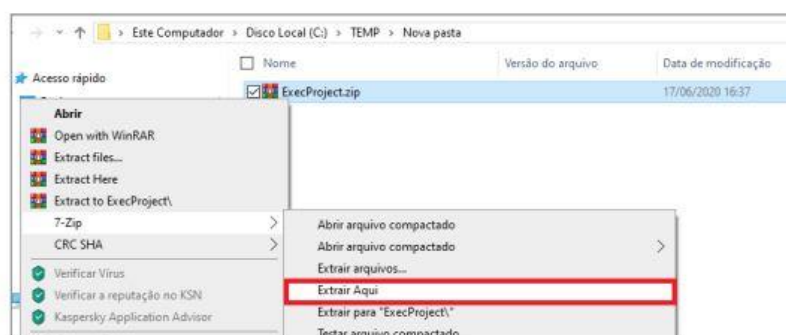 Este Computador > Disco Local (C:) > TEMP > Nova pasta
Nome Versão do arquivo Data de modificação
Acesso rápido
ExecProject.zip 17/06/2020 16:37
Abrir
Open with WinRAR
Extract files...
Extract Here
Extract to ExecProject\
7-Zip >
CRC SHA >
Verificar Vírus
Verificar a reputação no KSN
Kaspersky Application Advisor
Abrir arquivo compactado
Abrir arquivo compactado >
Extrair arquivos...
Extrair Aqui
Extrair para "ExecProject\"
Testar arquivo compactado